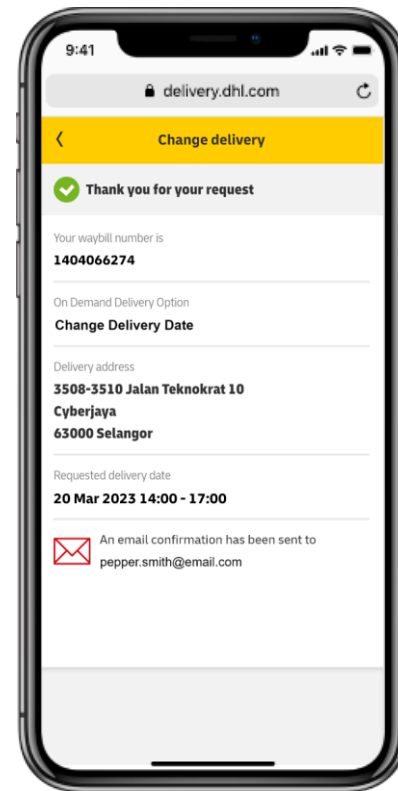 9:41
delivery.dhl.com
Change delivery
Thank you for your request
Your waybill number is
1404066274
On Demand Delivery Option
Change Delivery Date
Delivery address
3508-3510 Jalan Teknokrat 10
Cyberjaya
63000 Selangor
Requested delivery date
20 Mar 2023 14:00 - 17:00
An email confirmation has been sent to
pepper.smith@email.com